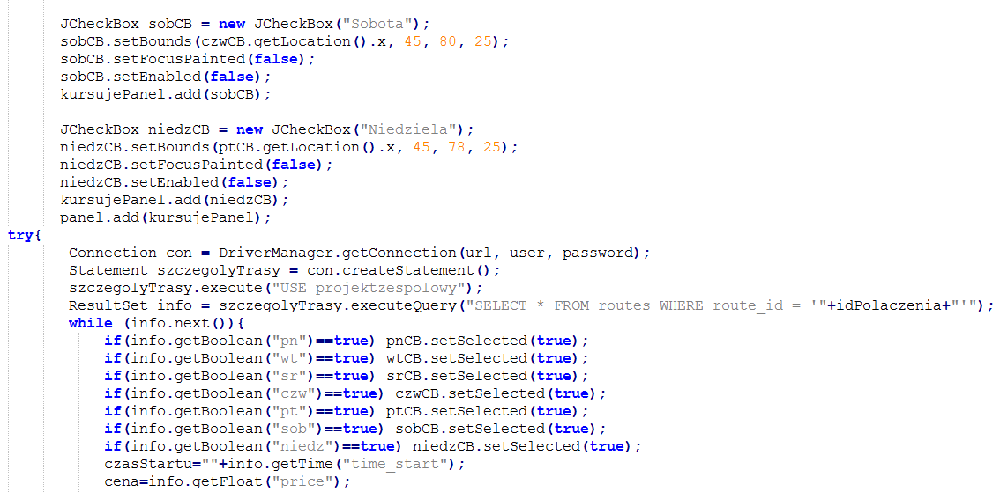 JCheckBox sobCB = new JCheckBox("Sobota");
sobCB.setBounds(czwCB.getLocation().x, 45, 80, 25);
sobCB.setFocusPainted(false);
sobCB.setEnabled(false);
kursujePanel.add(sobCB);
JCheckBox niedzCB = new JCheckBox("Niedziela");
niedzCB.setBounds(ptCB.getLocation().x, 45, 78, 25);
niedzCB.setFocusPainted(false);
niedzCB.setEnabled(false);
kursujePanel.add(niedzCB);
panel.add(kursujePanel);
try{
Connection con = DriverManager.getConnection(url, user, password);
Statement szczegolyTrasy = con.createStatement();
szczegolyTrasy.execute("USE projektzespolowy");
ResultSet info = szczegolyTrasy.executeQuery("SELECT * FROM routes WHERE route_id = '"+idPolaczenia+"'");
while (info.next()){
if(info.getBoolean("pn")==true) pnCB.setSelected(true);
if(info.getBoolean("wt")==true) wtCB.setSelected(true);
if(info.getBoolean("sr")==true) srCB.setSelected(true);
if(info.getBoolean("czw")==true) czwCB.setSelected(true);
if(info.getBoolean("pt")==true) ptCB.setSelected(true);
if(info.getBoolean("sob")==true) sobCB.setSelected(true);
if(info.getBoolean("niedz")==true) niedzCB.setSelected(true);
czasStartu=""+info.getTime("time_start");
cena=info.getFloat("price");